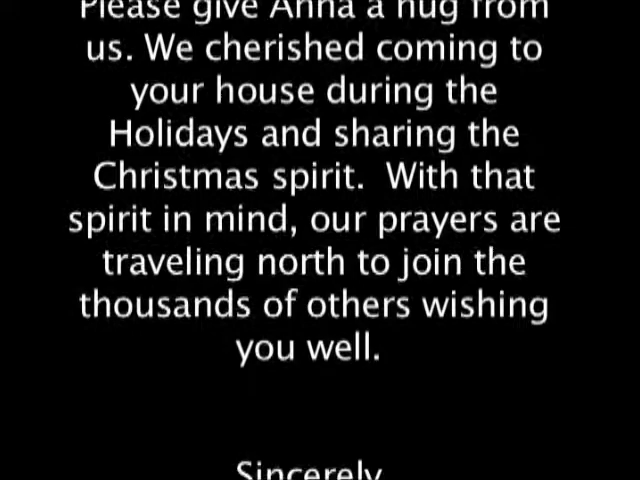 Please give Anna a hug from
us. We cherished coming to
your house during the
Holidays and sharing the
Christmas spirit.  With that
spirit in mind, our prayers are
traveling north to join the
thousands of others wishing
you well.
Sincerely